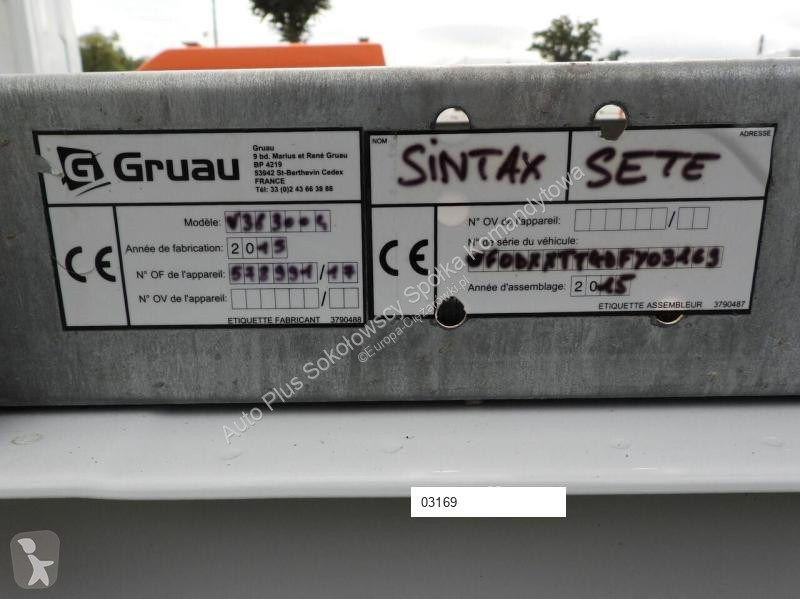 Gruau
Gruau
9 bd. Marius et René Gruau
BP 4219
53942 St-Berthevin Cedex
FRANCE
Tél: 33 (0)2 43 66 38 88
CE
Modèle: V363004
Année de fabrication: 2015
N° OF de l'appareil: 578991/17
N° OV de l'appareil: /
ETIQUETTE FABRICANT 3790488
NOM
SINTAX
ADRESSE
SETE
CE
N° OV de l'appareil: /
N° de série du véhicule:
Année d'assemblage: 2015
ETIQUETTE ASSEMBLEUR 3790487
Auto Plus Sokołowscy Spółka Komandytowa
03169